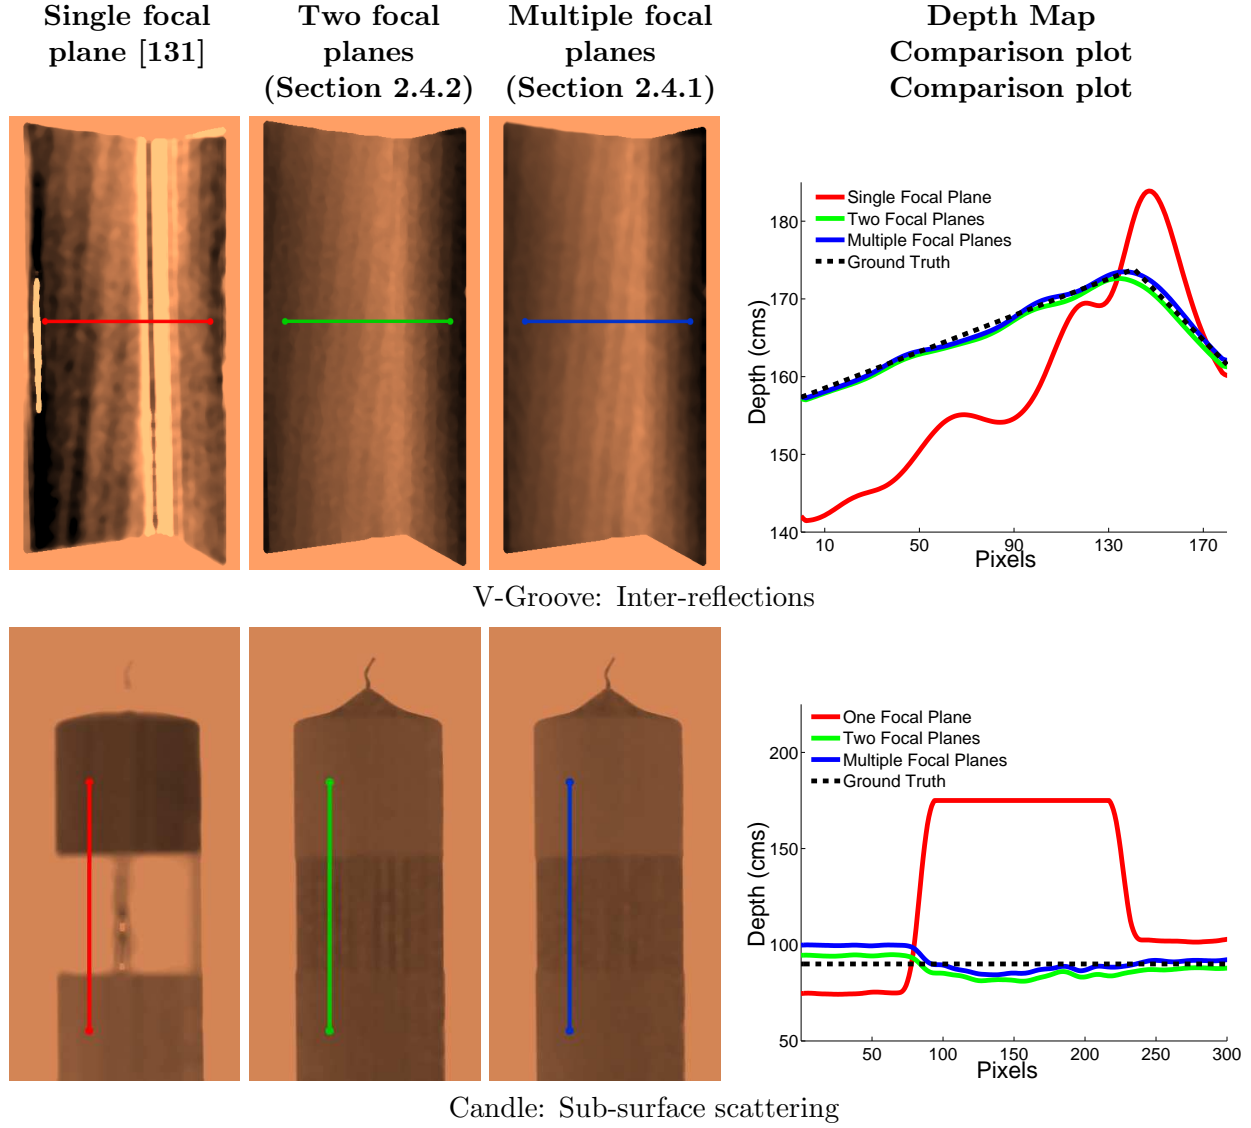 Single focal
plane [131]
Two focal
planes
(Section 2.4.2)
Multiple focal
planes
(Section 2.4.1)
Depth Map
Comparison plot
Comparison plot
Single Focal Plane
Two Focal Planes
Multiple Focal Planes
Ground Truth
180
170
160
150
140
Depth (cms)
10 50 90 130 170
Pixels
V-Groove: Inter-reflections
One Focal Plane
Two Focal Planes
Multiple Focal Planes
Ground Truth
200
150
100
50
Depth (cms)
50 100 150 200 250 300
Pixels
Candle: Sub-surface scattering